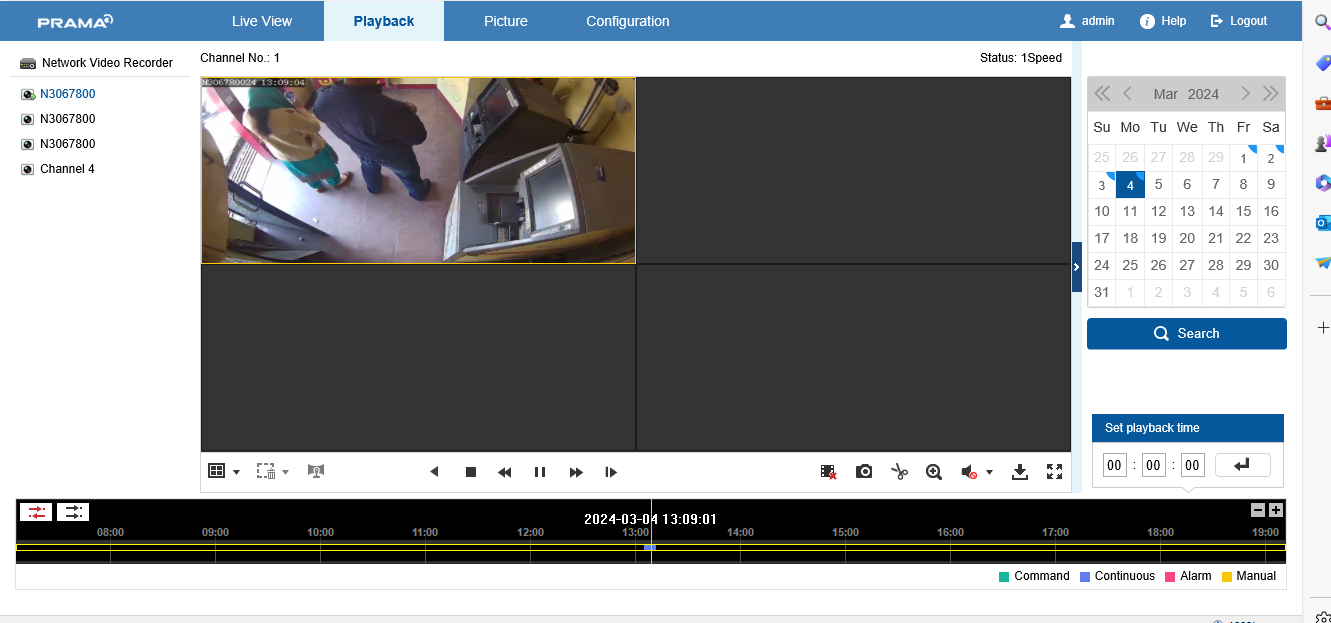 PRAMA
Live View
Playback
Picture
Configuration
admin
Help
Logout
Network Video Recorder
N3067800
N3067800
N3067800
Channel 4
Channel No.: 1
Status: 1Speed
N306780024 13:09:04
Mar 2024
Su Mo Tu We Th Fr Sa
25 26 27 28 29 1 2
3 4 5 6 7 8 9
10 11 12 13 14 15 16
17 18 19 20 21 22 23
24 25 26 27 28 29 30
31 1 2 3 4 5 6
Search
Set playback time
00 : 00 : 00
2024-03-04 13:09:01
08:00 09:00 10:00 11:00 12:00 13:00 14:00 15:00 16:00 17:00 18:00 19:00
Command Continuous Alarm Manual